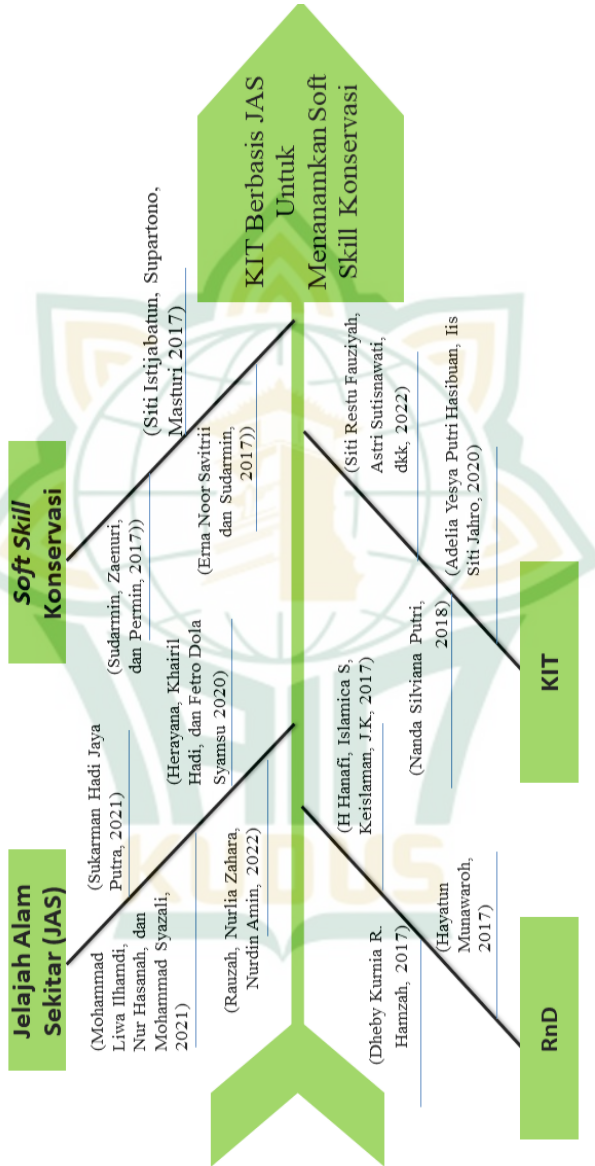 Jelajah Alam
Sekitar (JAS)
(Sukarman Hadi Jaya
Putra, 2021)
(Mohammad
Liwa Ilhamdi,
Nur Hasanah, dan
Mohammad Syazali,
2021)
(Herayana, Khairil
Hadi, dan Fetro Dola
Syamsu 2020)
(Rauzah, Nurlia Zahara,
Nurdin Amin, 2022)
Soft Skill
Konservasi
(Sudarmin, Zaenuri,
dan Permin, 2017))
(Siti Istijabatun, Supartono,
Masturi 2017)
(Erna Noor Savitrii
dan Sudarmin,
2017))
KIT Berbasis JAS
Untuk
Menanamkan Soft
Skill Konservasi
(H Hanafi, Islamica S,
Keislaman, J.K, 2017)
(Dheby Kurnia R.
Hamzah, 2017)
(Hayatun
Munawaroh,
2017)
RnD
(Siti Restu Fauziyah,
Astri Sutisnawati,
dkk, 2022)
(Nanda Silviana Putri,
2018)
(Adelia Yesya Putri Hasibuan, Iis
Siti Jahro, 2020)
KIT
KUDUS